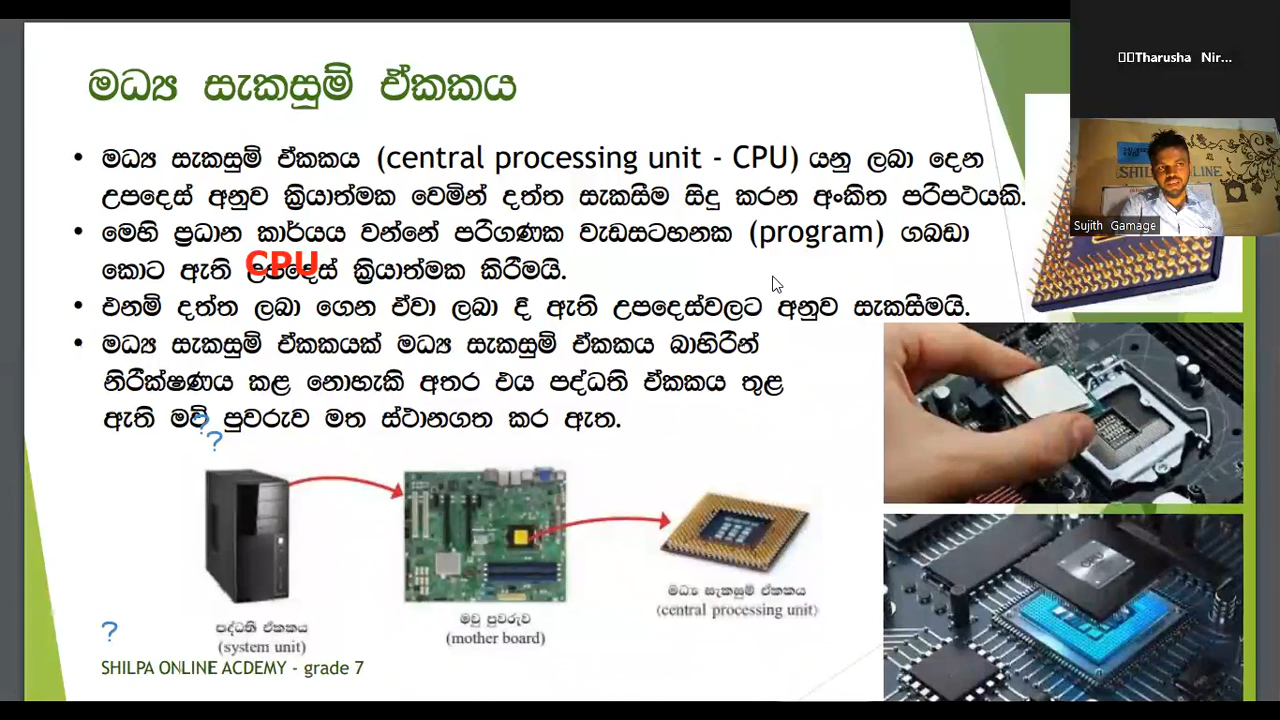 මධ්‍ය සැකසුම් ඒකකය
• මධ්‍ය සැකසුම් ඒකකය (central processing unit - CPU) යනු ලබා දෙන
උපදෙස් අනුව ක්‍රියාත්මක වෙමින් දත්ත සැකසීම සිදු කරන අංකිත පරිපථයකි.
• මෙහි ප්‍රධාන කාර්යය වන්නේ පරිගණක වැඩසටහනක (program) ගබඩා
කොට ඇති උපදෙස් ක්‍රියාත්මක කිරීමයි.
CPU
• එනම් දත්ත ලබා ගෙන ඒවා ලබා දී ඇති උපදෙස්වලට අනුව සැකසීමයි.
• මධ්‍ය සැකසුම් ඒකකයක් මධ්‍ය සැකසුම් ඒකකය බාහිරින්
නිරීක්ෂණය කළ නොහැකි අතර එය පද්ධති ඒකකය තුළ
ඇති මව් පුවරුව මත ස්ථානගත කර ඇත.
?
?
පද්ධති ඒකකය
(system unit)
මවු පුවරුව
(mother board)
මධ්‍ය සැකසුම් ඒකකය
(central processing unit)
?
SHILPA ONLINE ACDEMY - grade 7
Tharusha Nir...
SHILPA ONLINE
Sujith Gamage
CPU